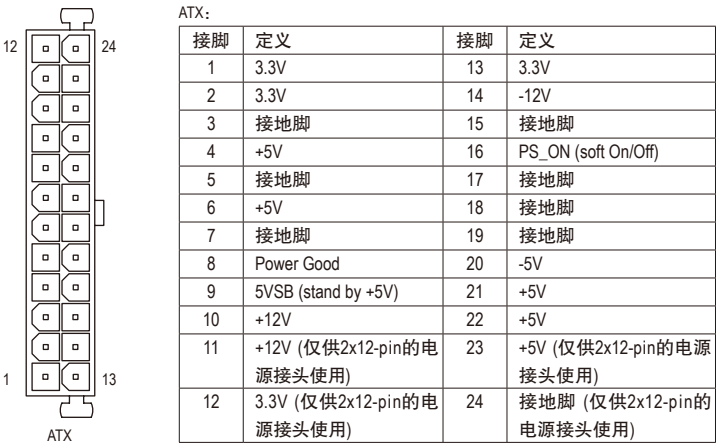 12
24
1
13
ATX
ATX：
接脚 定义 接脚 定义
1 3.3V 13 3.3V
2 3.3V 14 -12V
3 接地脚 15 接地脚
4 +5V 16 PS_ON (soft On/Off)
5 接地脚 17 接地脚
6 +5V 18 接地脚
7 接地脚 19 接地脚
8 Power Good 20 -5V
9 5VSB (stand by +5V) 21 +5V
10 +12V 22 +5V
11 +12V (仅供2x12-pin的电 23 +5V (仅供2x12-pin的电源
源接头使用) 接头使用)
12 3.3V (仅供2x12-pin的电 24 接地脚 (仅供2x12-pin的
源接头使用) 电源接头使用)